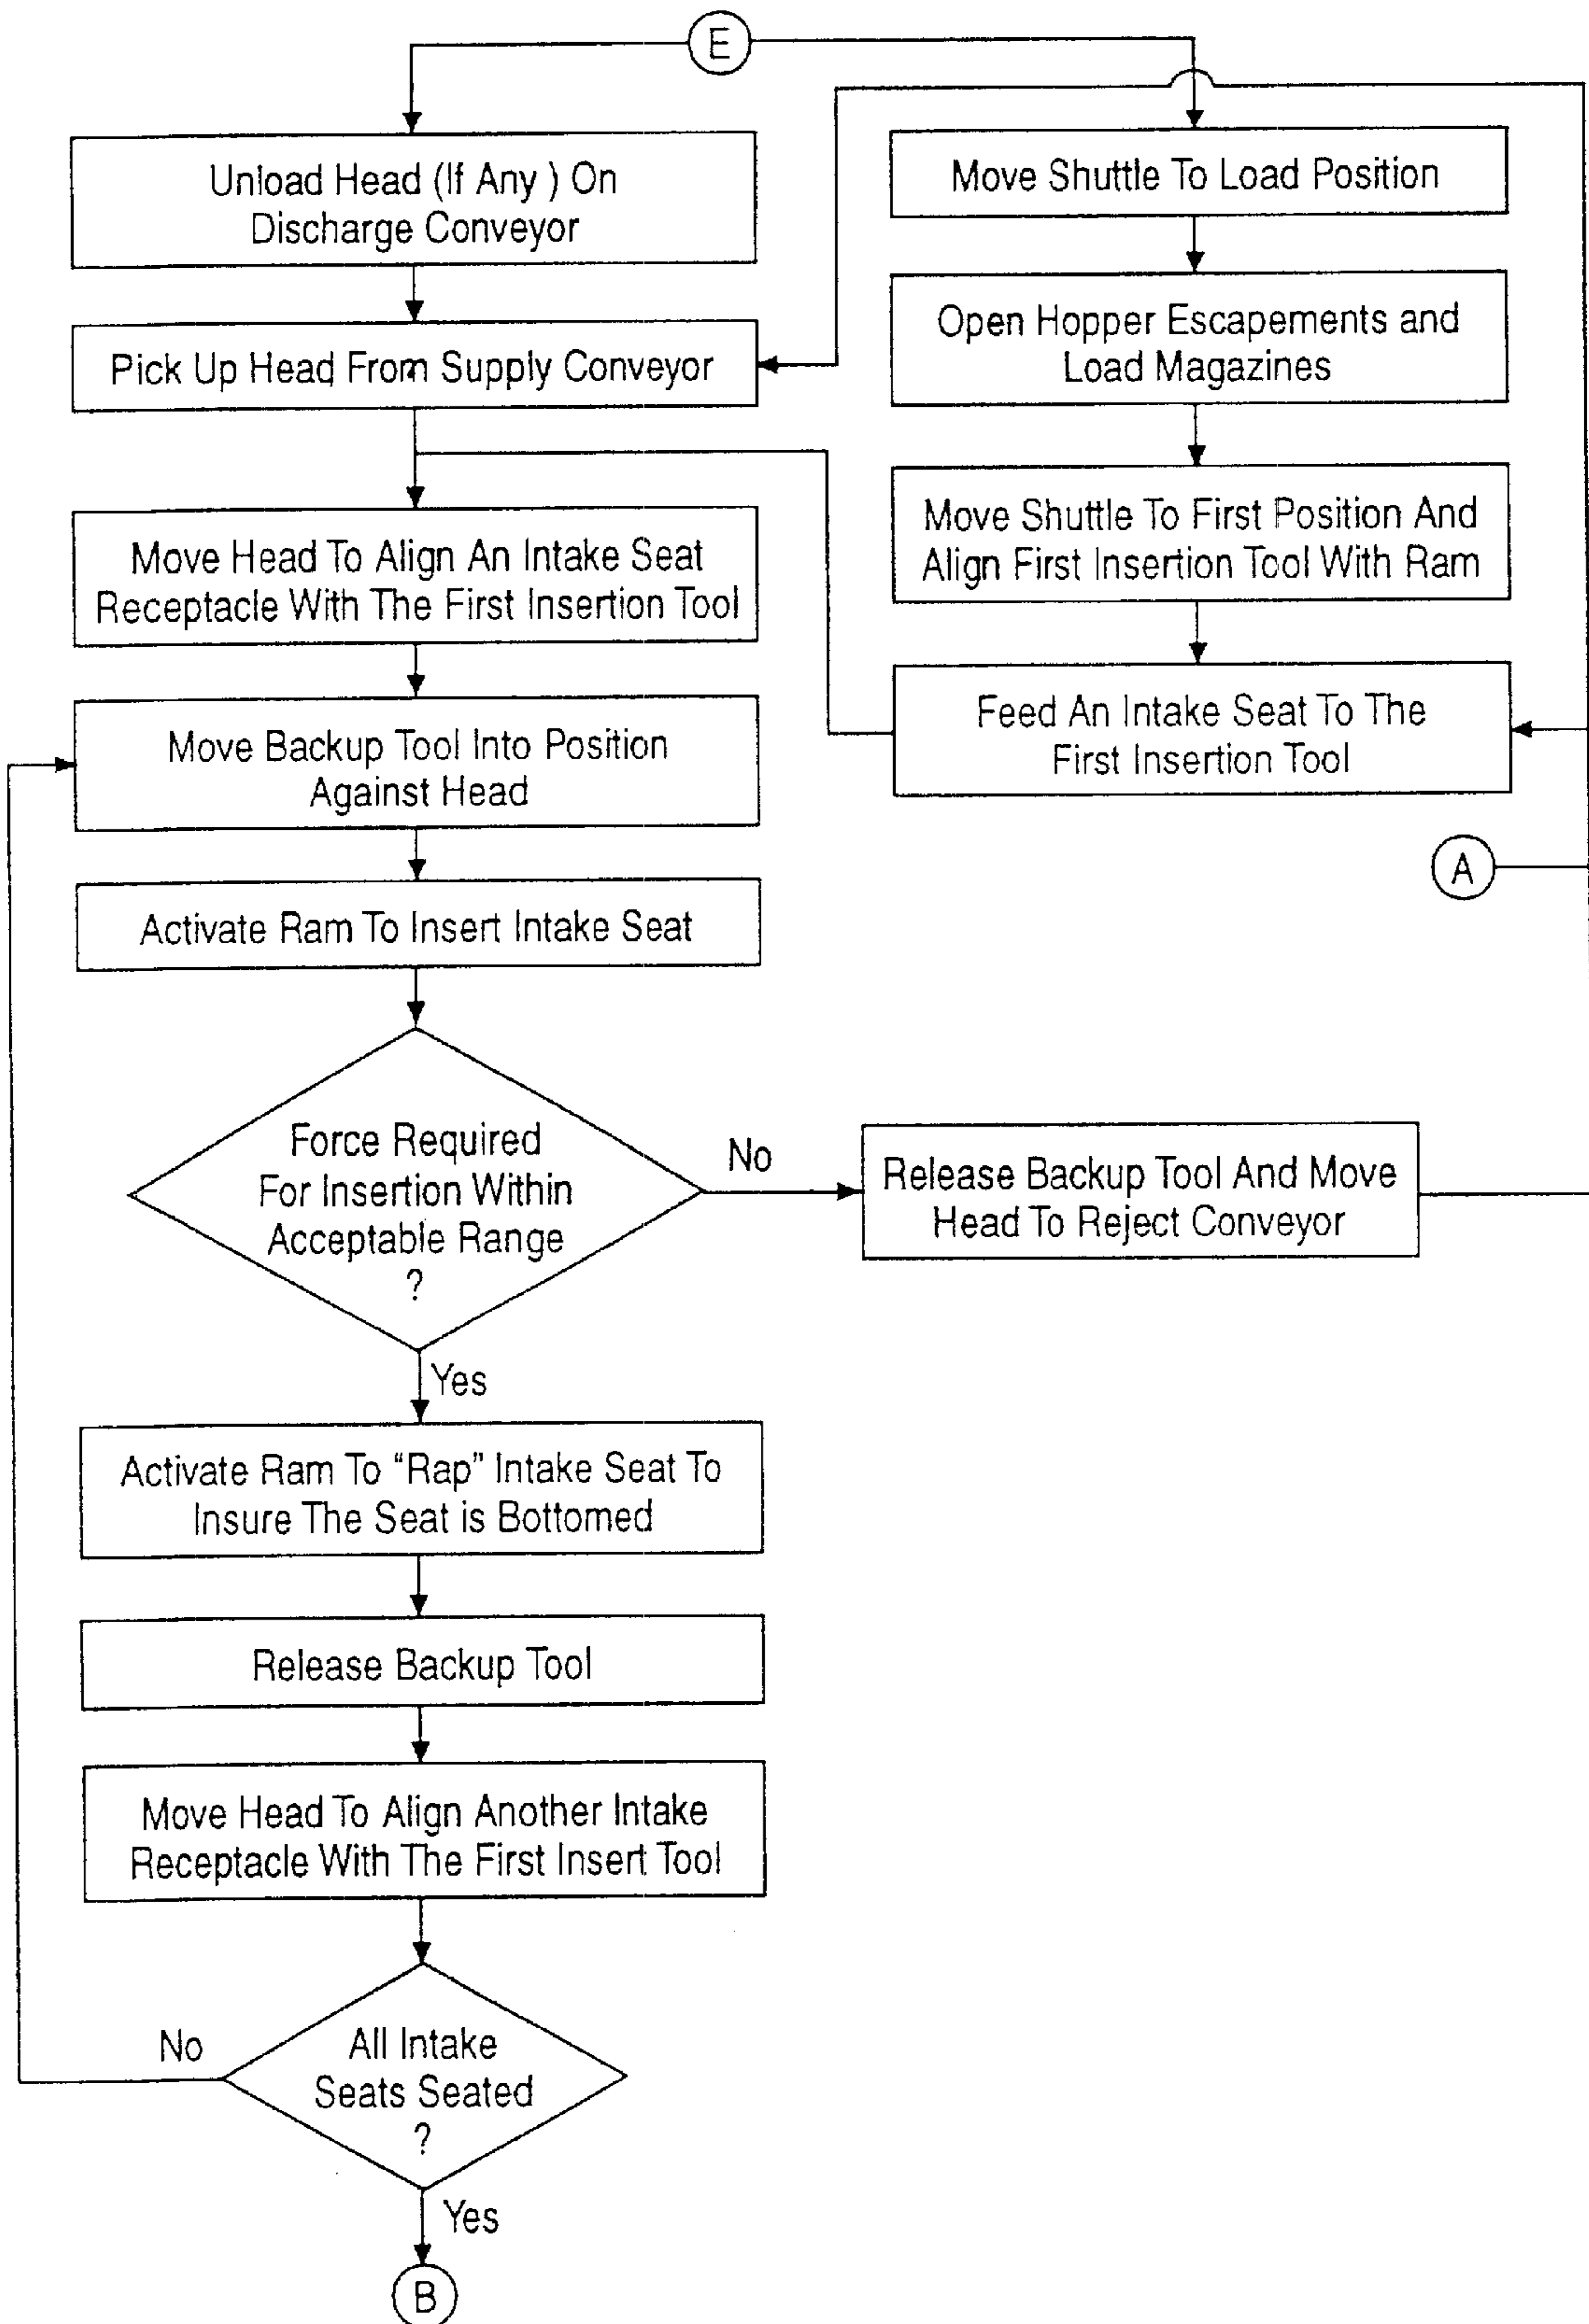 E
Unload Head (If Any ) On
Discharge Conveyor
Pick Up Head From Supply Conveyor
Move Head To Align An Intake Seat
Receptacle With The First Insertion Tool
Move Backup Tool Into Position
Against Head
Activate Ram To Insert Intake Seat
Force Required
For Insertion Within
Acceptable Range
?
No
Yes
Activate Ram To “Rap” Intake Seat To
Insure The Seat is Bottomed
Release Backup Tool
Move Head To Align Another Intake
Receptacle With The First Insert Tool
All Intake
Seats Seated
?
No
Yes
B
Move Shuttle To Load Position
Open Hopper Escapements and
Load Magazines
Move Shuttle To First Position And
Align First Insertion Tool With Ram
Feed An Intake Seat To The
First Insertion Tool
A
Release Backup Tool And Move
Head To Reject Conveyor